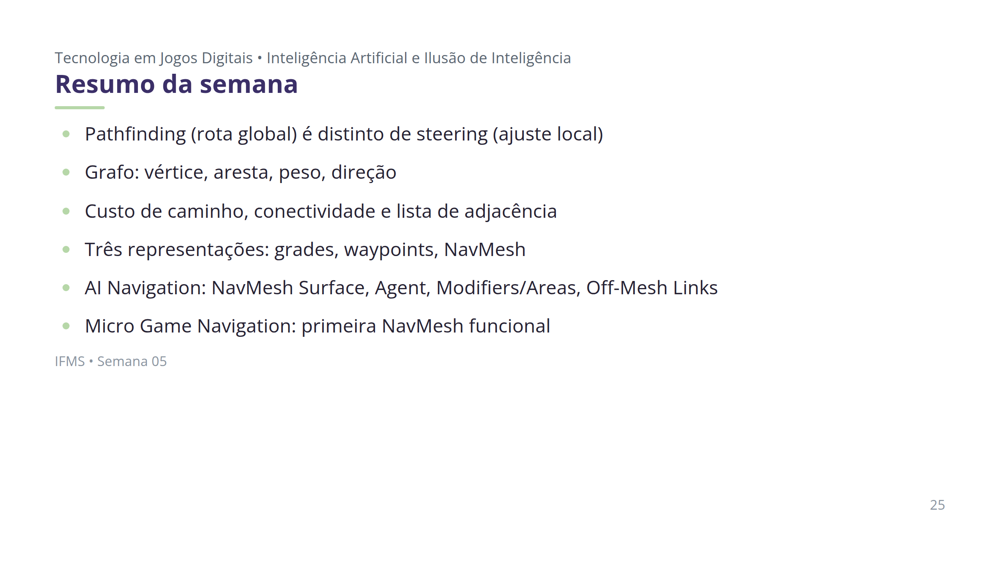 Tecnologia em Jogos Digitais • Inteligência Artificial e Ilusão de Inteligência
Resumo da semana
• Pathfinding (rota global) é distinto de steering (ajuste local)
• Grafo: vértice, aresta, peso, direção
• Custo de caminho, conectividade e lista de adjacência
• Três representações: grades, waypoints, NavMesh
• AI Navigation: NavMesh Surface, Agent, Modifiers/Areas, Off-Mesh Links
• Micro Game Navigation: primeira NavMesh funcional
IFMS • Semana 05
25